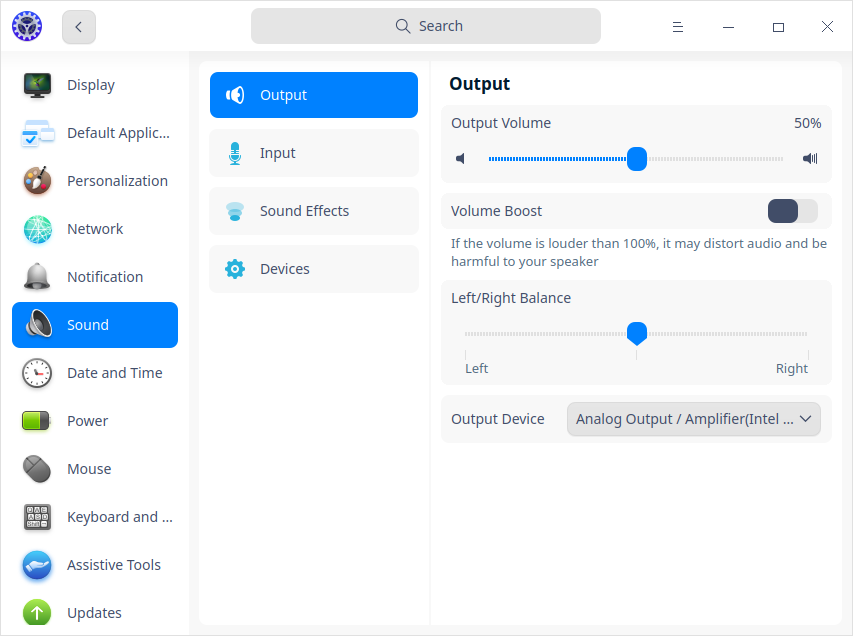 Search
Display
Default Applic...
Personalization
Network
Notification
Sound
Date and Time
Power
Mouse
Keyboard and ...
Assistive Tools
Updates
Output
Input
Sound Effects
Devices
Output
Output Volume 50%
Volume Boost
If the volume is louder than 100%, it may distort audio and be
harmful to your speaker
Left/Right Balance
Left Right
Output Device Analog Output / Amplifier(Intel ...